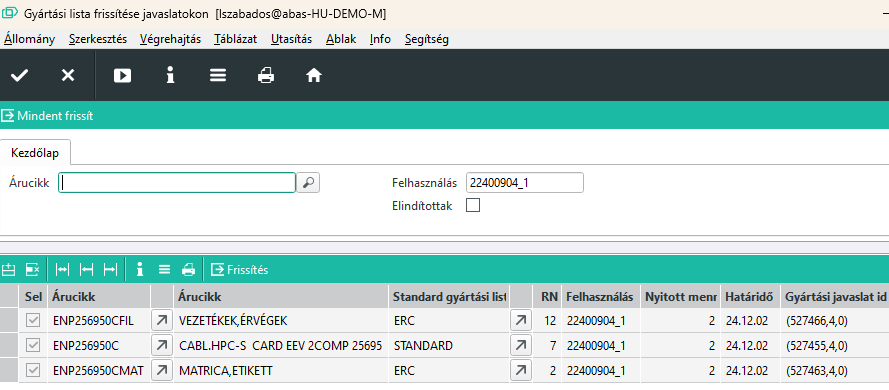 Gyártási lista frissítése javaslatokon [lszabados@abas-HU-DEMO-M]
Állomány Szerkesztés Végrehajtás Táblázat Utasítás Ablak Info Segítség
Mindent frissít
Kezdőlap
Árucikk Felhasználás 22400904_1
Elindítottak
Frissítés
Sel Árucikk Árucikk Standard gyártási list RN Felhasználás Nyitott menn Határidő Gyártási javaslat id
ENP256950CFIL VEZETÉKEK,ÉRVÉGEK ERC 12 22400904_1 2 24.12.02 (527466,4,0)
ENP256950C CABL.HPC-S CARD EEV 2COMP 25695 STANDARD 7 22400904_1 2 24.12.02 (527455,4,0)
ENP256950CMAT MATRICA,ETIKETT ERC 2 22400904_1 2 24.12.02 (527463,4,0)